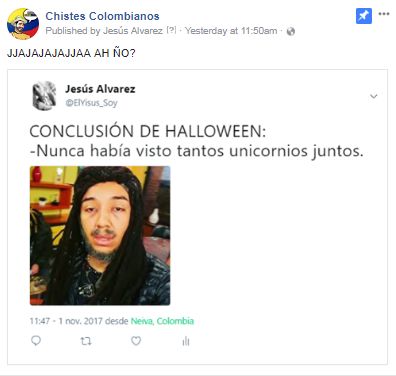 Chistes Colombianos
Published by Jesús Alvarez [?] · Yesterday at 11:50am ·
JJAJAJAJAJJAA AH ÑO?
Jesús Alvarez
@ElYisus_Soy
CONCLUSIÓN DE HALLOWEEN:
-Nunca había visto tantos unicornios juntos.
11:47 - 1 nov. 2017 desde Neiva, Colombia